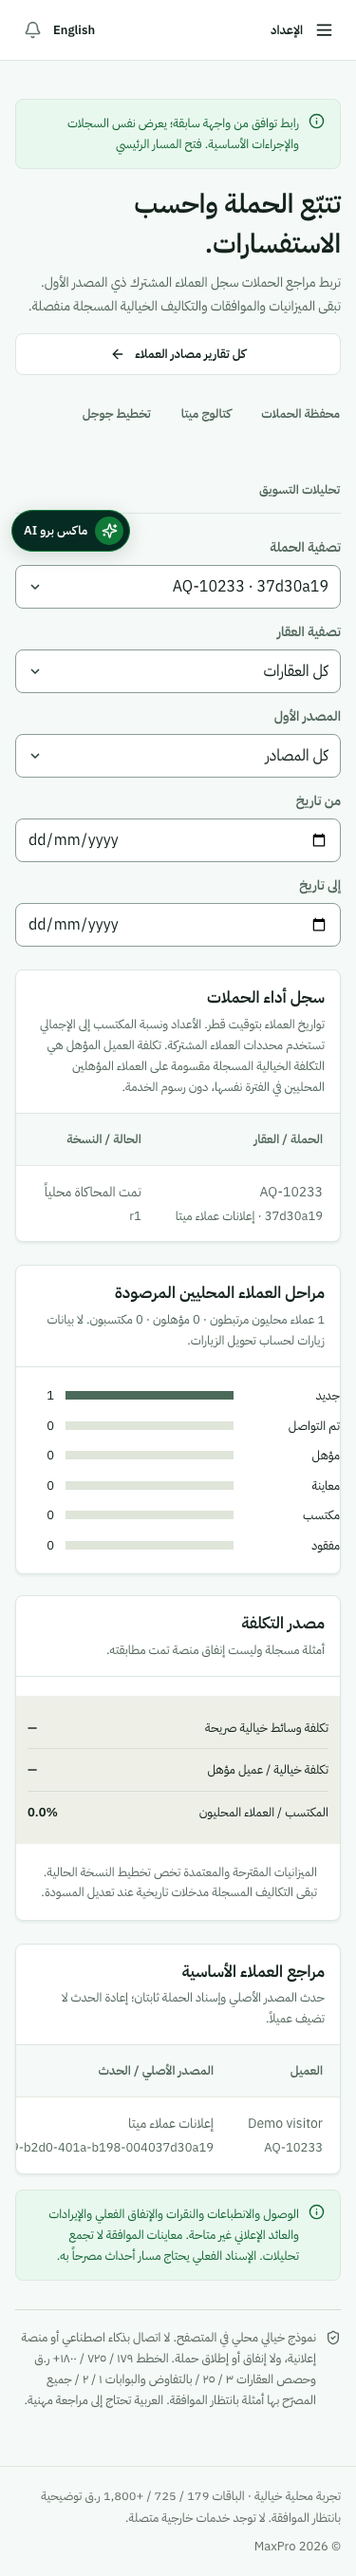 الإعداد
English
رابط توافق من واجهة سابقة؛ يعرض نفس السجلات
والإجراءات الأساسية. فتح المسار الرئيسي
تتبّع الحملة واحسب
الاستفسارات.
تربط مراجع الحملات سجل العملاء المشترك ذي المصدر الأول.
تبقى الميزانيات والموافقات والتكاليف الخيالية المسجلة منفصلة.
كل تقارير مصادر العملاء
محفظة الحملات
كتالوج ميتا
تخطيط جوجل
تحليلات التسويق
ماكس برو AI
تصفية الحملة
AQ-10233 · 37d30a19
تصفية العقار
كل العقارات
المصدر الأول
كل المصادر
من تاريخ
dd/mm/yyyy
إلى تاريخ
dd/mm/yyyy
سجل أداء الحملات
تواريخ العملاء بتوقيت قطر. الأعداد ونسبة المكتسب إلى الإجمالي
تستخدم محددات العملاء المشتركة. تكلفة العميل المؤهل هي
التكلفة الخيالية المسجلة مقسومة على العملاء المؤهلين
المحليين في الفترة نفسها، دون رسوم الخدمة.
الحملة / العقار
الحالة / النسخة
AQ-10233
تمت المحاكاة محلياً
37d30a19 · إعلانات عملاء ميتا
r1
مراحل العملاء المحليين المرصودة
1 عملاء محليون مرتبطون · 0 مؤهلون · 0 مكتسبون. لا بيانات
لحساب تحويل الزيارات.
جديد 1
تم التواصل 0
مؤهل 0
معاينة 0
مكتسب 0
مفقود 0
مصدر التكلفة
أمثلة مسجلة وليست إنفاق منصة تمت مطابقته.
تكلفة وسائط خيالية صريحة —
تكلفة خيالية / عميل مؤهل —
المكتسب / العملاء المحليون 0.0%
الميزانيات المقترحة والمعتمدة تخص تخطيط النسخة الحالية.
تبقى التكاليف المسجلة مدخلات تاريخية عند تعديل المسودة.
مراجع العملاء الأساسية
حدث المصدر الأصلي وإسناد الحملة ثابتان؛ إعادة الحدث لا
تضيف عميلاً.
العميل
المصدر الأصلي / الحدث
Demo visitor
إعلانات عملاء ميتا
AQ-10233
9-b2d0-401a-b198-004037d30a19
الوصول والانطباعات والنقرات والإنفاق الفعلي والإيرادات
والعائد الإعلاني غير متاحة. معاينات الموافقة لا تجمع
تحليلات. الإسناد الفعلي يحتاج مسار أحداث مصرحاً به.
نموذج خيالي محلي في المتصفح. لا اتصال بذكاء اصطناعي أو منصة
إعلانية، ولا إنفاق أو إطلاق حملة. الخطط ١٧٩ / ٧٢٥ / ١٨٠٠+ ر.ق
وحصص العقارات ٣ / ٢٥ / بالتفاوض والبوابات ١ / ٢ / جميع
المصرّح بها أمثلة بانتظار الموافقة. العربية تحتاج إلى مراجعة مهنية.
تجربة محلية خيالية · الباقات 179 / 725 / 1,800+ ر.ق توضيحية
بانتظار الموافقة. لا توجد خدمات خارجية متصلة.
© 2026 MaxPro